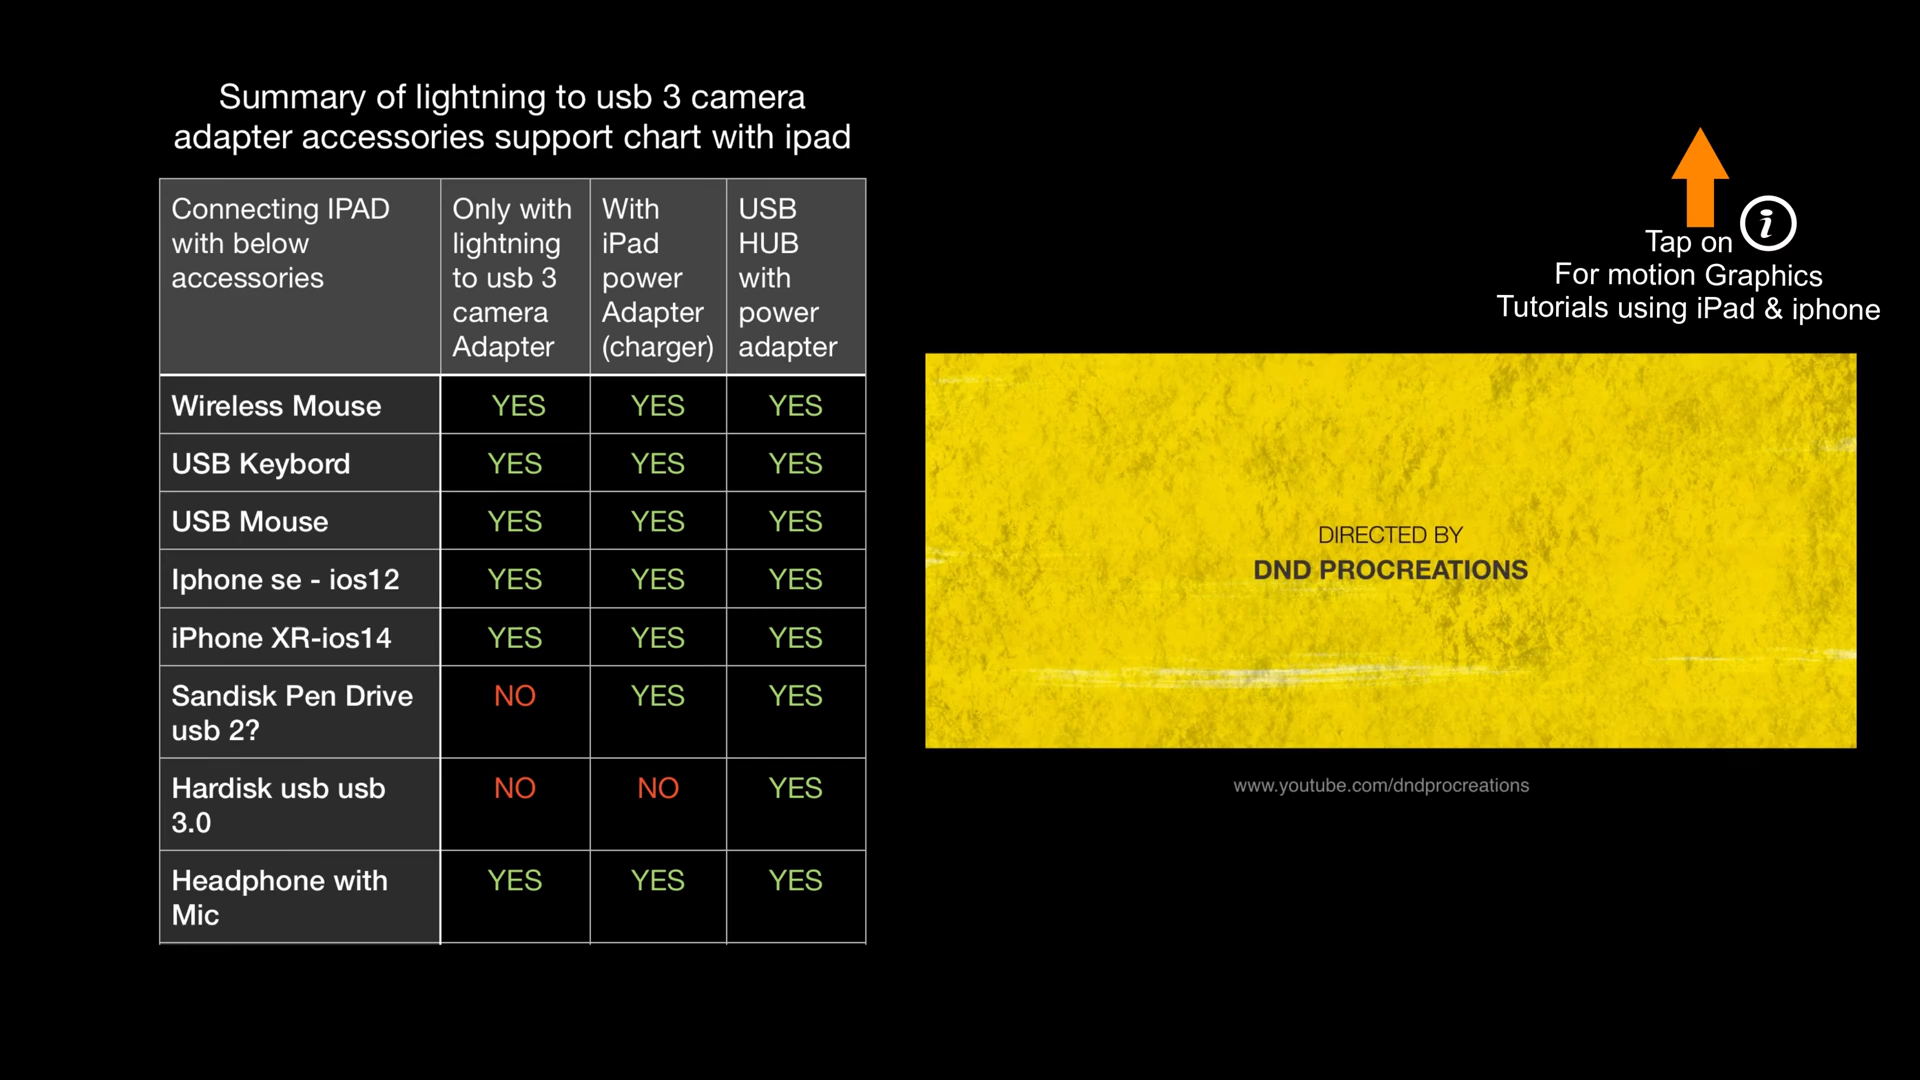 Summary of lightning to usb 3 camera
adapter accessories support chart with ipad
Connecting IPAD
with below
accessories
Only with
lightning
to usb 3
camera
Adapter
With
iPad
power
Adapter
(charger)
USB
HUB
with
power
adapter
Wireless Mouse YES YES YES
USB Keybord YES YES YES
USB Mouse YES YES YES
Iphone se - ios12 YES YES YES
iPhone XR-ios14 YES YES YES
Sandisk Pen Drive NO YES YES
usb 2?
Hardisk usb usb NO NO YES
3.0
Headphone with YES YES YES
Mic
Tap on i
For motion Graphics
Tutorials using iPad & iphone
DIRECTED BY
DND PROCREATIONS
www.youtube.com/dndprocreations